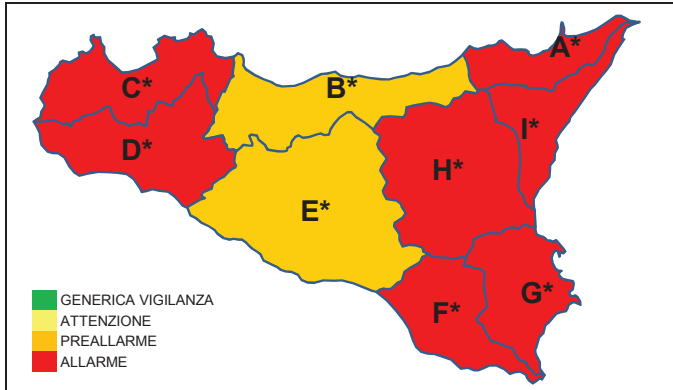 A*
C*
B*
I*
D*
H*
E*
G*
F*
GENERICA VIGILANZA
ATTENZIONE
PREALLARME
ALLARME